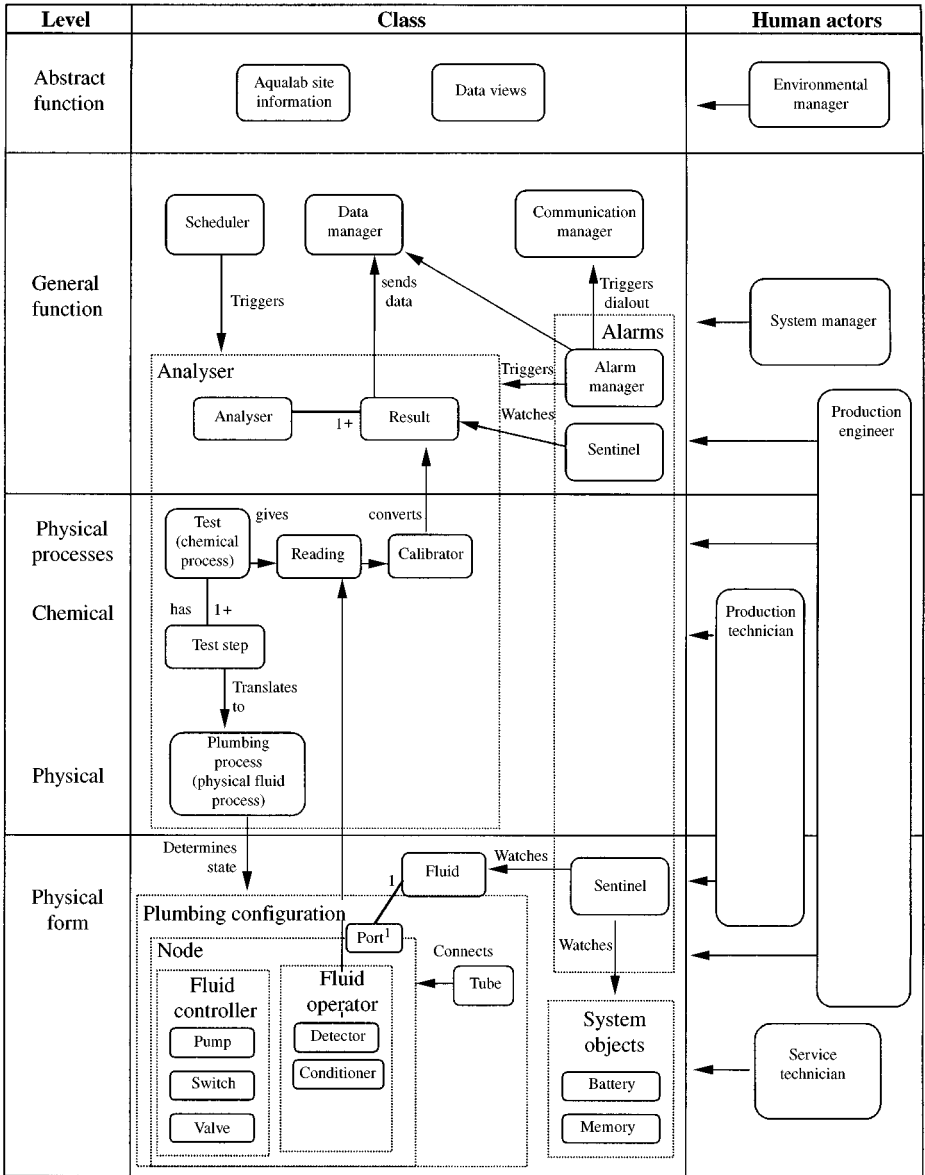 Level
Class
Human actors
Abstract
function
Aqualab site
information
Data views
Environmental
manager
General
function
Scheduler
Data
manager
Communication
manager
Triggers
sends
data
Triggers
dialout
System manager
Alarms
Analyser
Triggers
Alarm
manager
Analyser
1+
Result
Watches
Sentinel
Production
engineer
Physical
processes
Test
(chemical
process)
gives
Reading
converts
Calibrator
Chemical
has
1+
Test step
Production
technician
Translates
to
Physical
Plumbing
process
(physical fluid
process)
Physical
form
Determines
state
1
Fluid
Watches
Sentinel
Plumbing configuration
Port1
Node
Connects
Tube
Watches
Fluid
controller
Fluid
operator
Pump
Switch
Valve
Detector
Conditioner
System
objects
Battery
Memory
Service
technician